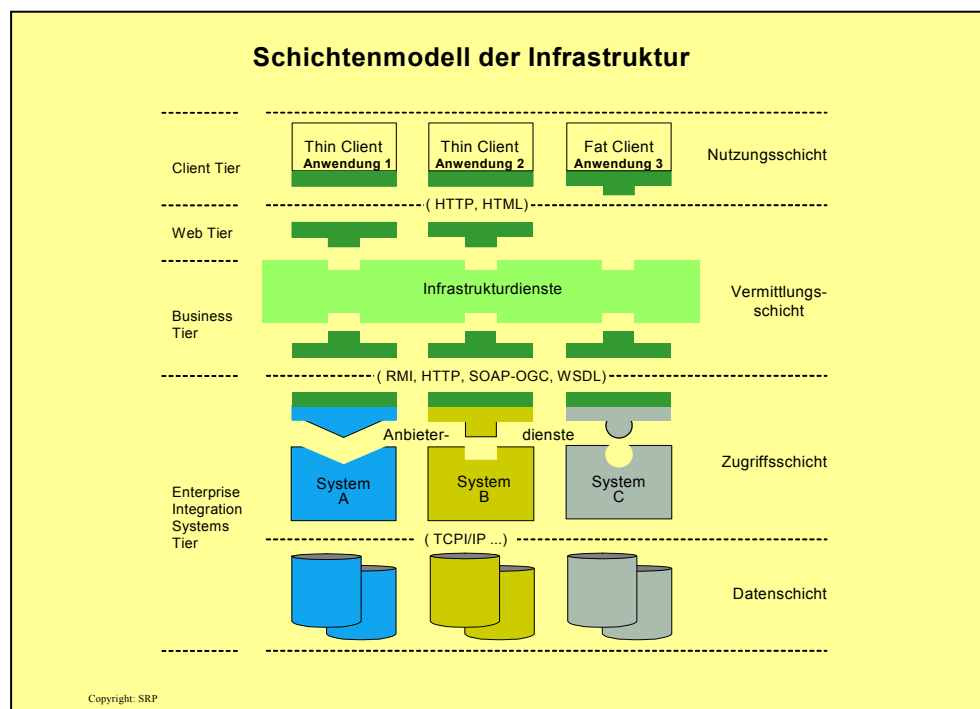 Schichtenmodell der Infrastruktur
Client Tier
Thin Client
Anwendung 1
Thin Client
Anwendung 2
Fat Client
Anwendung 3
Nutzungsschicht
( HTTP, HTML)
Web Tier
Infrastrukturdienste
Vermittlungs-
schicht
Business
Tier
( RMI, HTTP, SOAP-OGC, WSDL)
Anbieter- dienste
System
A
System
B
System
C
Zugriffsschicht
Enterprise
Integration
Systems
Tier
( TCPI/IP ...)
Datenschicht
Copyright: SRP